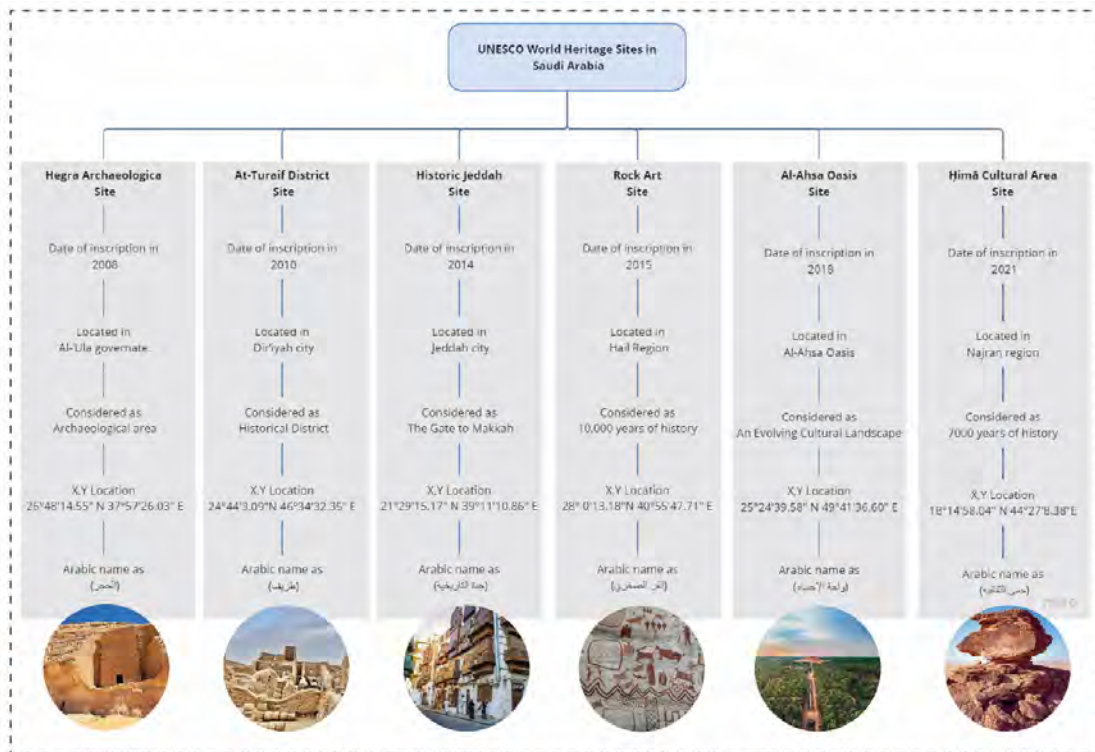 UNESCO World Heritage Sites in
Saudi Arabia
Hegra Archaeologica
Site
Date of inscription in
2008
Located in
Al-'Ula governate
Considered as
Archaeological area
X,Y Location
26°48'14.55" N 37°57'26.03" E
Arabic name as
(الحجر)
At-Turaif District
Site
Date of inscription in
2010
Located in
Dir'iyah city
Considered as
Historical District
X,Y Location
24°44'3.09"N 46°34'32.35" E
Arabic name as
(طريف)
Historic Jeddah
Site
Date of inscription in
2014
Located in
Jeddah city
Considered as
The Gate to Makkah
X,Y Location
21°29'15.17" N 39°11'10.86" E
Arabic name as
(جدة التاريخية)
Rock Art
Site
Date of inscription in
2015
Located in
Hail Region
Considered as
10,000 years of history
X,Y Location
28° 0'13.18"N 40°55'47.71" E
Arabic name as
(الفن الصخري)
Al-Ahsa Oasis
Site
Date of inscription in
2018
Located in
Al-Ahsa Oasis
Considered as
An Evolving Cultural Landscape
X,Y Location
25°24'39.58" N 49°41'36.60" E
Arabic name as
(واحة الأحساء)
Ḥimā Cultural Area
Site
Date of inscription in
2021
Located in
Najran region
Considered as
7000 years of history
X,Y Location
18°14'58.04" N 44°27'8.38"E
Arabic name as
(حمى الثقافيه)